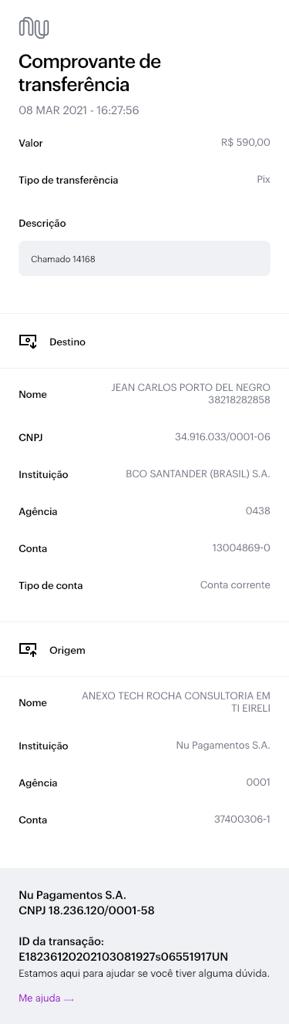 nu
Comprovante de
transferência
08 MAR 2021 - 16:27:56
Valor R$ 590,00
Tipo de transferência Pix
Descrição
Chamado 14168
Destino
Nome JEAN CARLOS PORTO DEL NEGRO
38218282858
CNPJ 34.916.033/0001-06
Instituição BCO SANTANDER (BRASIL) S.A.
Agência 0438
Conta 13004869-0
Tipo de conta Conta corrente
Origem
Nome ANEXO TECH ROCHA CONSULTORIA EM
TI EIRELI
Instituição Nu Pagamentos S.A.
Agência 0001
Conta 37400306-1
Nu Pagamentos S.A.
CNPJ 18.236.120/0001-58
ID da transação:
E18236120202103081927s06551917UN
Estamos aqui para ajudar se você tiver alguma dúvida.
Me ajuda →